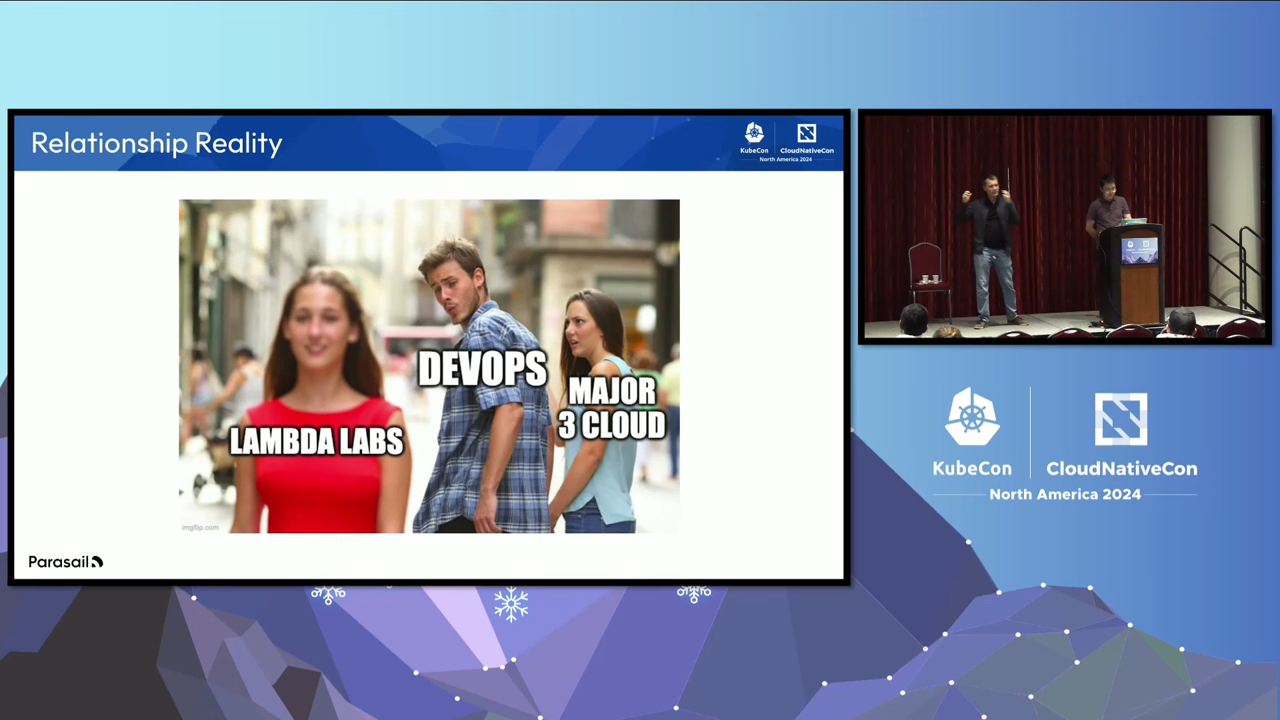 Relationship Reality
KubeCon
CloudNativeCon
North America 2024
LAMBDA LABS
DEVOPS
MAJOR
3 CLOUD
imgflip.com
Parasail
KubeCon
CloudNativeCon
North America 2024